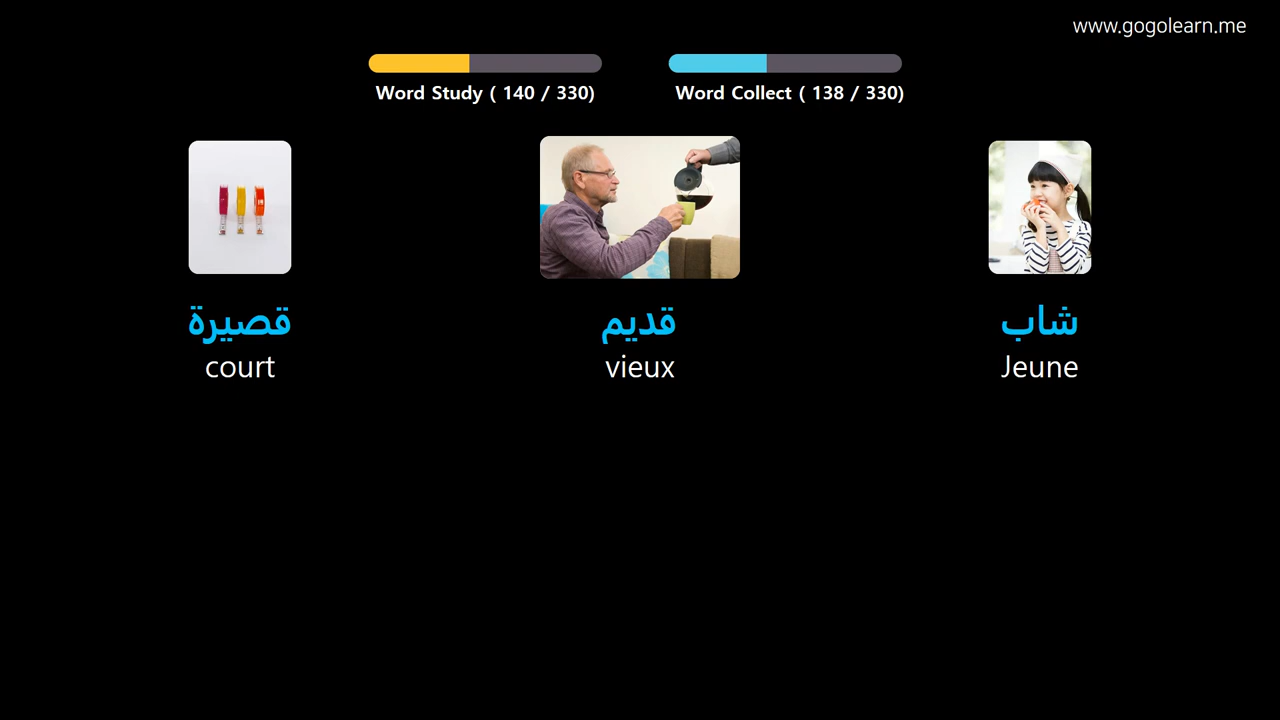 www.gogolearn.me
Word Study ( 140 / 330)
Word Collect ( 138 / 330)
قصيرة
court
قديم
vieux
شاب
Jeune